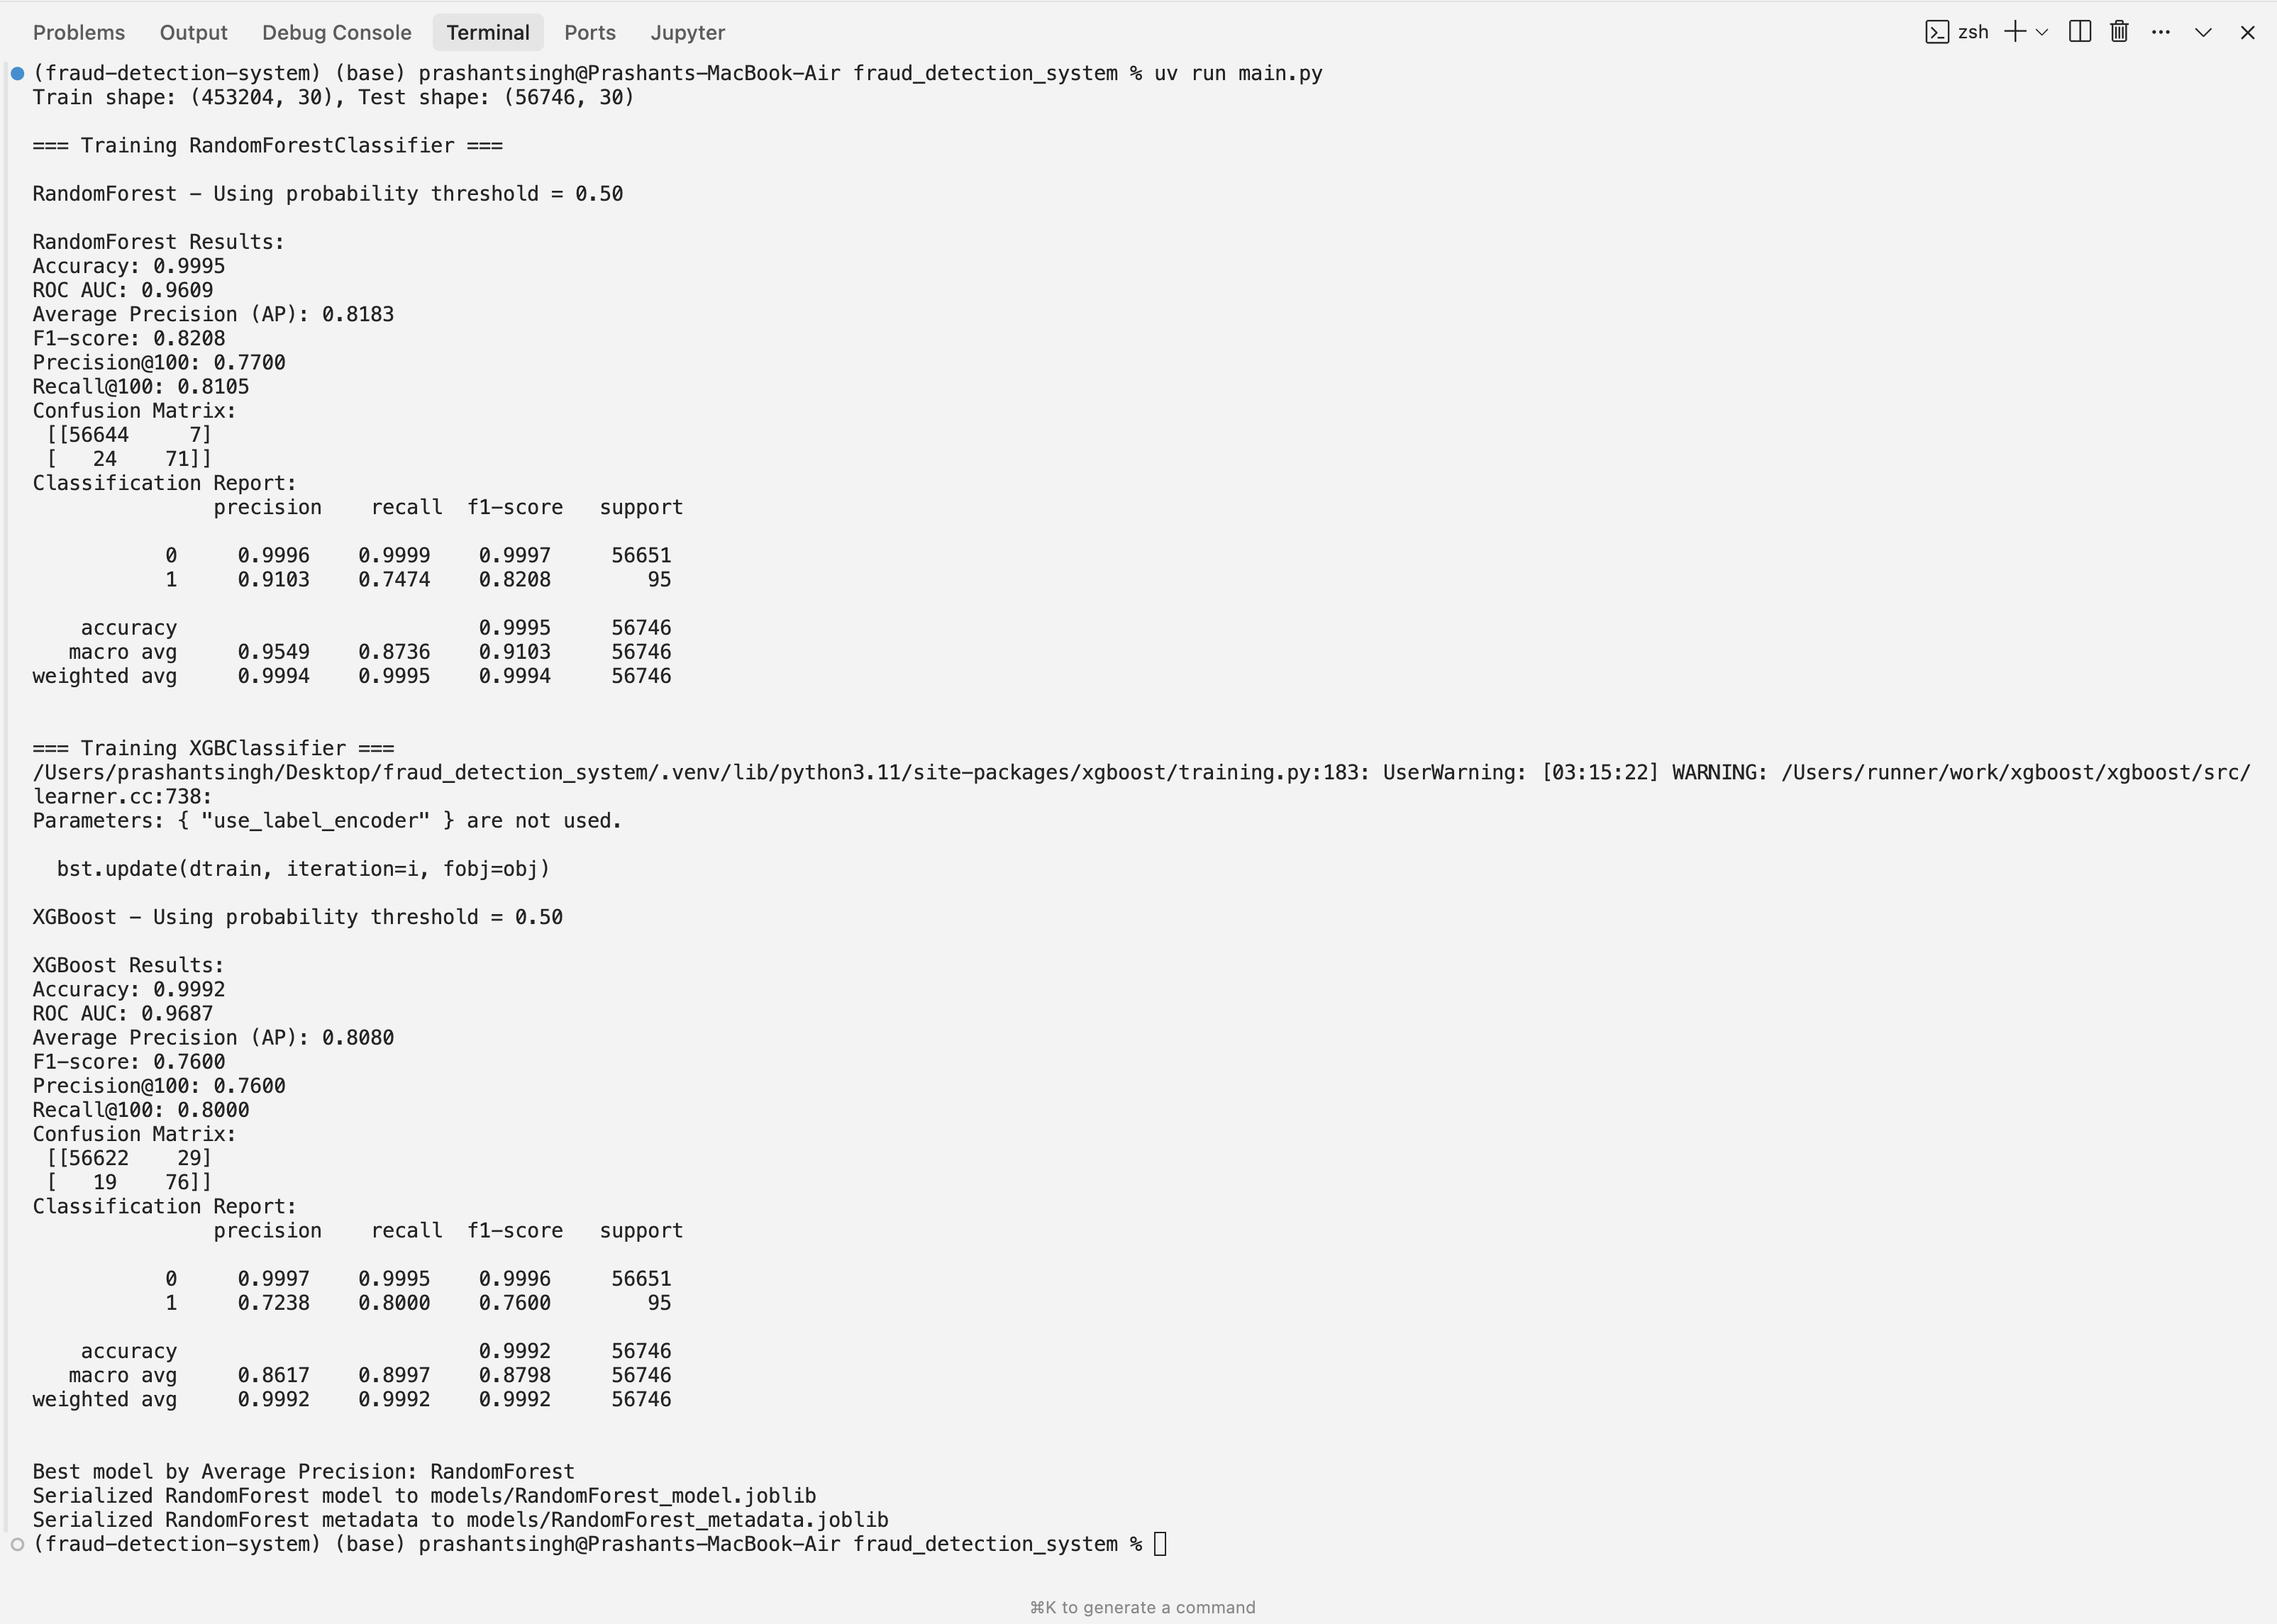 Problems Output Debug Console Terminal Ports Jupyter zsh
(fraud-detection-system) (base) prashantsingh@Prashants-MacBook-Air fraud_detection_system % uv run main.py
Train shape: (453204, 30), Test shape: (56746, 30)
=== Training RandomForestClassifier ===
RandomForest – Using probability threshold = 0.50
RandomForest Results:
Accuracy: 0.9995
ROC AUC: 0.9609
Average Precision (AP): 0.8183
F1-score: 0.8208
Precision@100: 0.7700
Recall@100: 0.8105
Confusion Matrix:
[[56644 7]
[ 24 71]]
Classification Report:
precision recall f1-score support
0 0.9996 0.9999 0.9997 56651
1 0.9103 0.7474 0.8208 95
accuracy 0.9995 56746
macro avg 0.9549 0.8736 0.9103 56746
weighted avg 0.9994 0.9995 0.9994 56746
=== Training XGBClassifier ===
/Users/prashantsingh/Desktop/fraud_detection_system/.venv/lib/python3.11/site-packages/xgboost/training.py:183: UserWarning: [03:15:22] WARNING: /Users/runner/work/xgboost/xgboost/src/
learner.cc:738:
Parameters: { "use_label_encoder" } are not used.
bst.update(dtrain, iteration=i, fobj=obj)
XGBoost – Using probability threshold = 0.50
XGBoost Results:
Accuracy: 0.9992
ROC AUC: 0.9687
Average Precision (AP): 0.8080
F1-score: 0.7600
Precision@100: 0.7600
Recall@100: 0.8000
Confusion Matrix:
[[56622 29]
[ 19 76]]
Classification Report:
precision recall f1-score support
0 0.9997 0.9995 0.9996 56651
1 0.7238 0.8000 0.7600 95
accuracy 0.9992 56746
macro avg 0.8617 0.8997 0.8798 56746
weighted avg 0.9992 0.9992 0.9992 56746
Best model by Average Precision: RandomForest
Serialized RandomForest model to models/RandomForest_model.joblib
Serialized RandomForest metadata to models/RandomForest_metadata.joblib
(fraud-detection-system) (base) prashantsingh@Prashants-MacBook-Air fraud_detection_system %
⌘K to generate a command